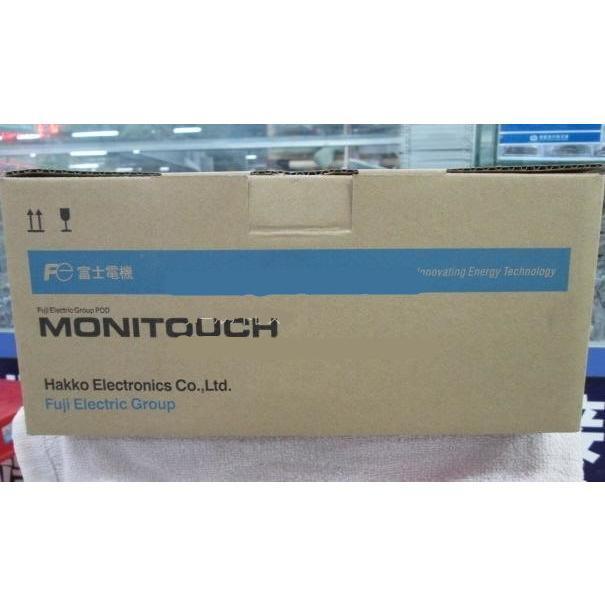 Fe 富士電機
Innovating Energy Technology
Fuji Electric Group POD
MONITOUCH
Hakko Electronics Co.,Ltd.
Fuji Electric Group